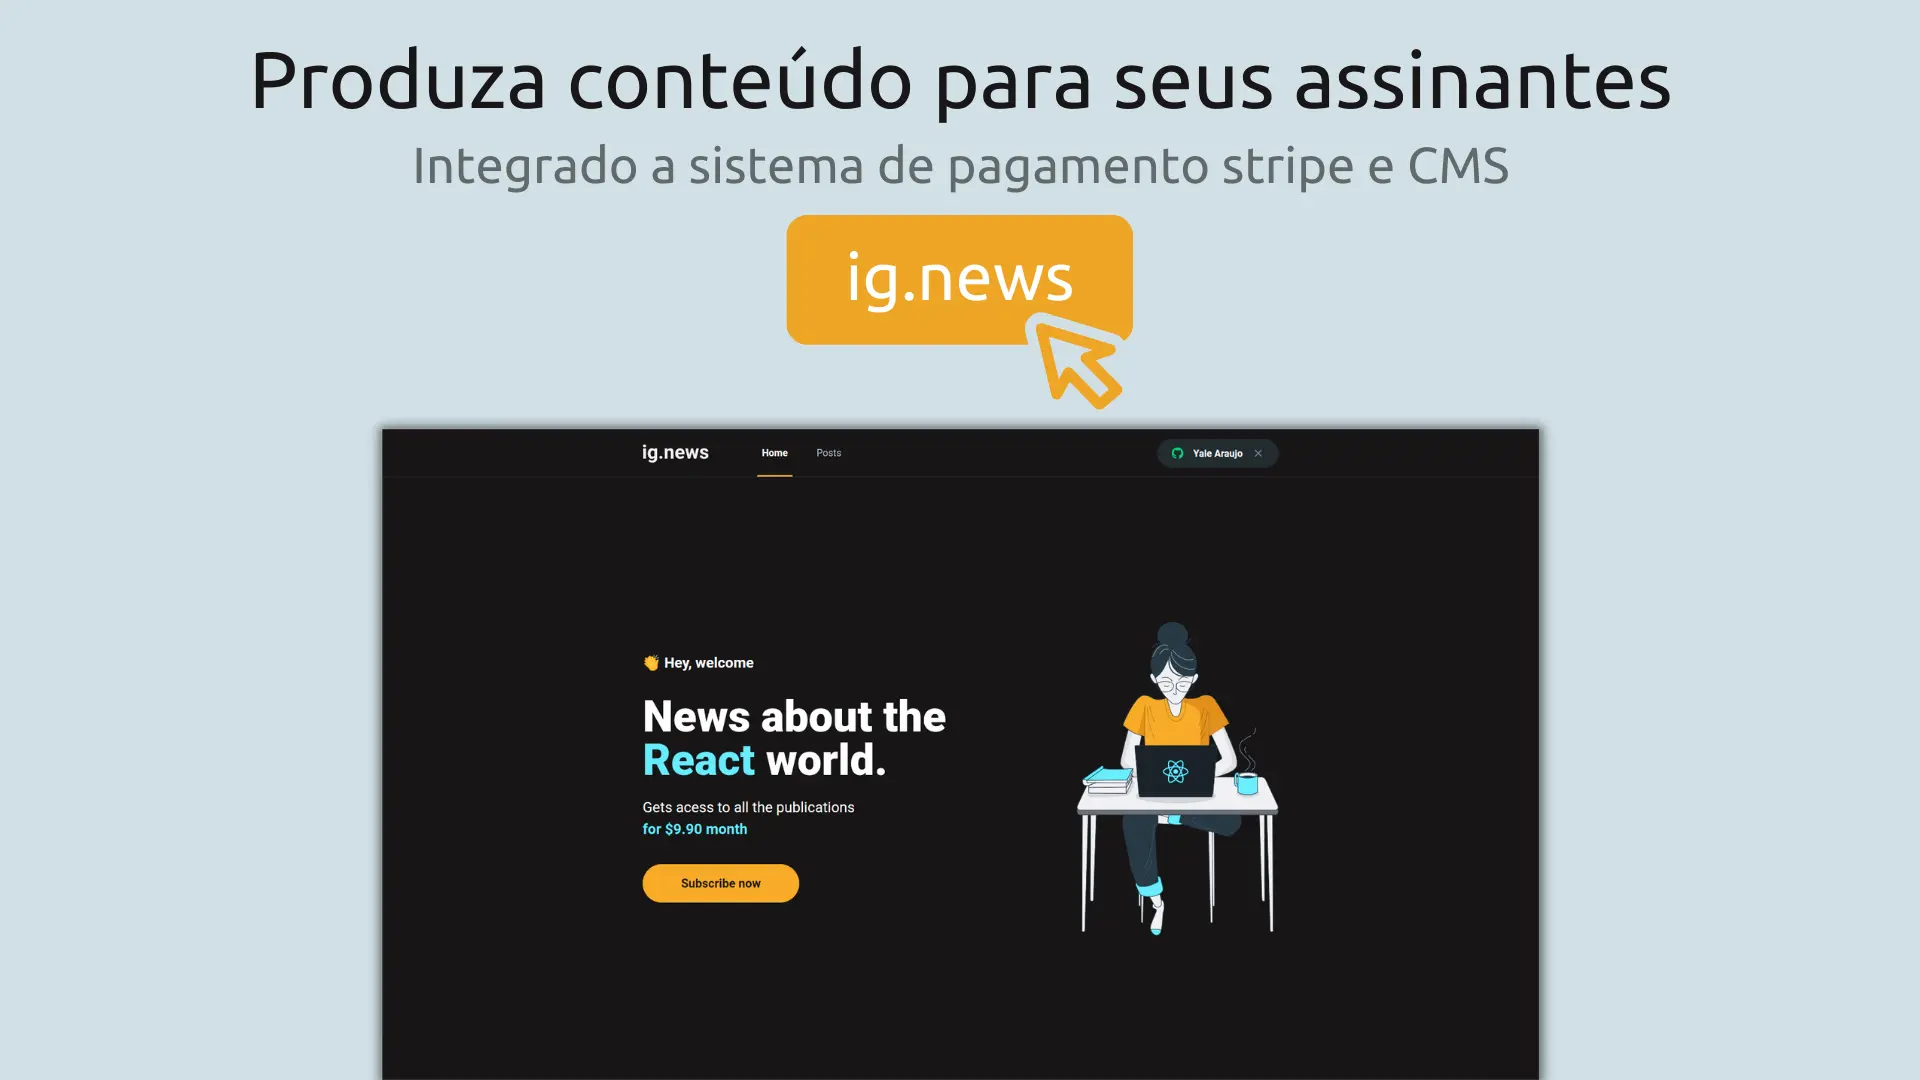 Produza conteúdo para seus assinantes
Integrado a sistema de pagamento stripe e CMS
ig.news
ig.news Home Posts Yale Araujo
👏 Hey, welcome
News about the
React world.
Gets acess to all the publications
for $9.90 month
Subscribe now